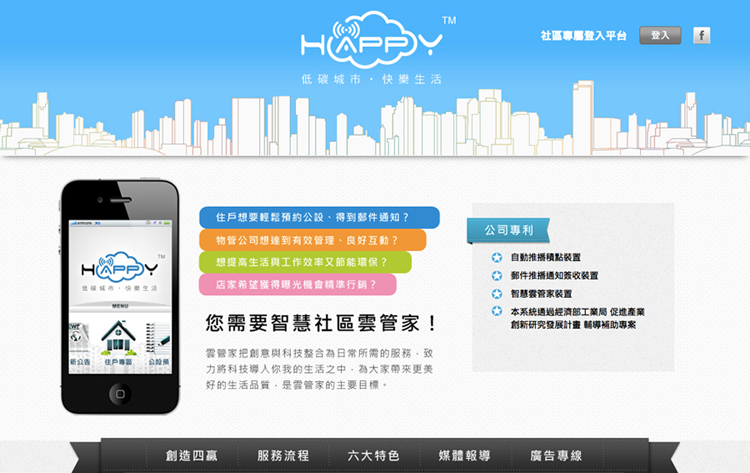 HAPPY™
低碳城市・快樂生活
社區專屬登入平台
登入
f
HAPPY™
低碳城市・快樂生活
MENU
新公告
住戶專區
公設預
住戶想要輕鬆預約公設、得到郵件通知？
物管公司想達到有效管理、良好互動？
想提高生活與工作效率又節能環保？
店家希望獲得曝光機會精準行銷？
您需要智慧社區雲管家！
雲管家把創意與科技整合為日常所需的服務，致
力將科技導入你我的生活之中，為大家帶來更美
好的生活品質，是雲管家的主要目標。
公司專利
自動推播積點裝置
郵件推播通知簽收裝置
智慧雲管家裝置
本系統通過經濟部工業局 促進產業
創新研究發展計畫 輔導補助專案
創造四贏
服務流程
六大特色
媒體報導
廣告專線